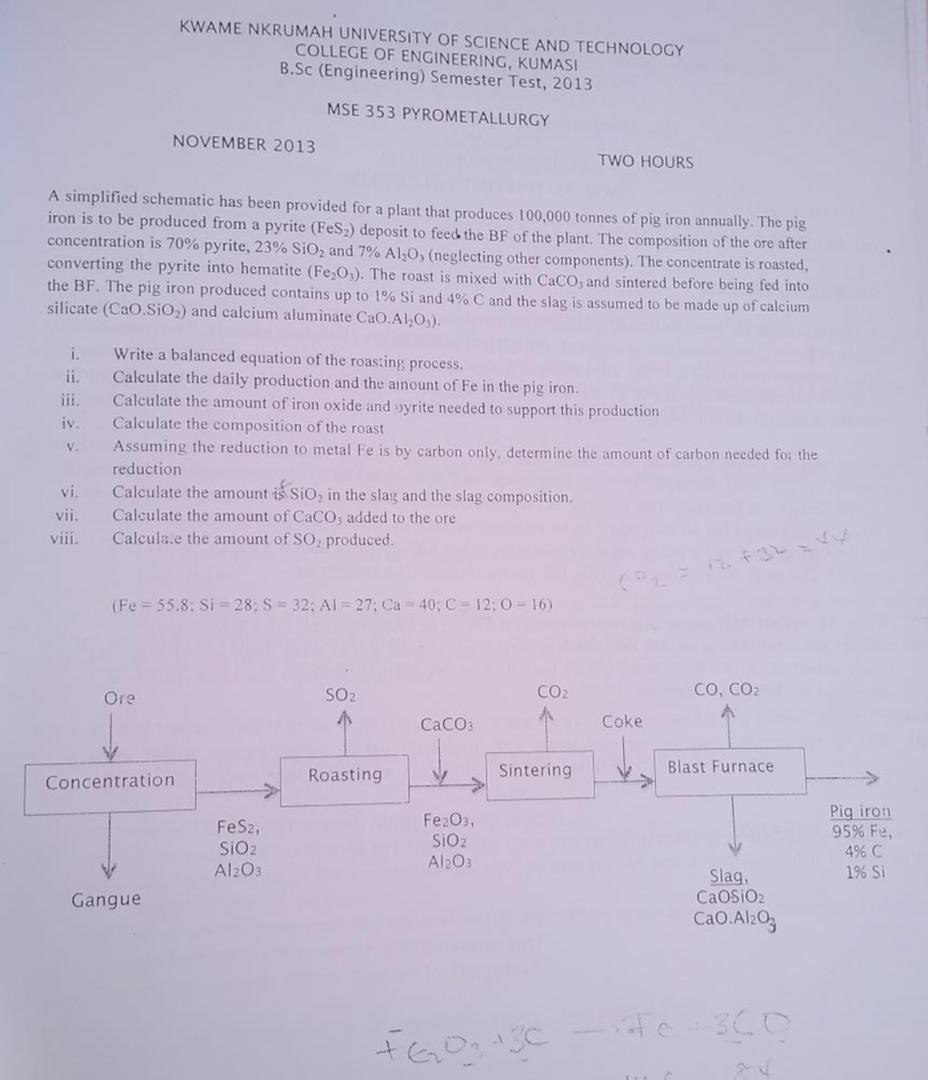 KWAME NKRUMAH UNIVERSITY OF SCIENCE AND TECHNOLOGY
COLLEGE OF ENGINEERING, KUMASI
B.Sc (Engineering) Semester Test, 2013
MSE 353 PYROMETALLURGY
NOVEMBER 2013
TWO HOURS
A simplified schematic has been provided for a plant that produces 100,000 tonnes of pig iron annually. The pig
iron is to be produced from a pyrite (FeS₂) deposit to feed the BF of the plant. The composition of the ore after
concentration is 70% pyrite, 23% SiO₂ and 7% Al₂O₃ (neglecting other components). The concentrate is roasted,
converting the pyrite into hematite (Fe₂O₃). The roast is mixed with CaCO₃ and sintered before being fed into
the BF. The pig iron produced contains up to 1% Si and 4% C and the slag is assumed to be made up of calcium
silicate (CaO.SiO₂) and calcium aluminate CaO.Al₂O₃).
i. Write a balanced equation of the roasting process.
ii. Calculate the daily production and the amount of Fe in the pig iron.
iii. Calculate the amount of iron oxide and pyrite needed to support this production
iv. Calculate the composition of the roast
v. Assuming the reduction to metal Fe is by carbon only, determine the amount of carbon needed for the
reduction
vi. Calculate the amount is SiO₂ in the slag and the slag composition.
vii. Calculate the amount of CaCO₃ added to the ore
viii. Calculate the amount of SO₂ produced.
CO₂ = 12 + 32 = 44
(Fe = 55.8; Si = 28; S = 32; Al = 27; Ca = 40; C = 12; O = 16)
Ore
SO₂
CO₂
CO, CO₂
CaCO₃
Coke
Concentration
Roasting
Sintering
Blast Furnace
FeS₂,
SiO₂
Al₂O₃
Fe₂O₃,
SiO₂
Al₂O₃
Pig iron
95% Fe,
4% C
1% Si
Gangue
Slag,
CaOSiO₂
CaO.Al₂O₃
Fe₂O₃ + 3C 3CO